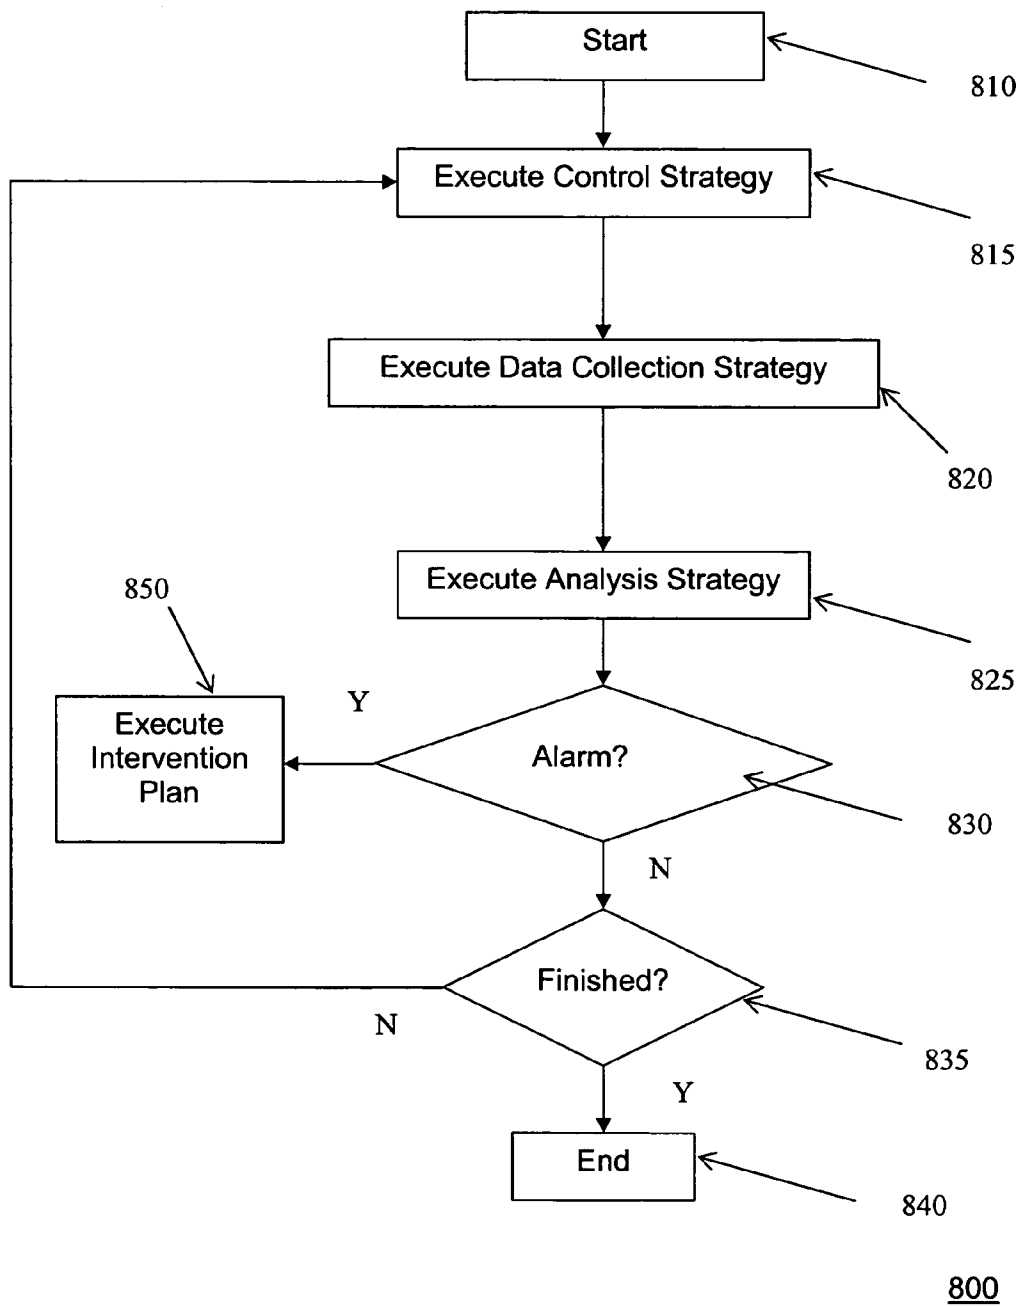 Start
810
Execute Control Strategy
815
Execute Data Collection Strategy
820
Execute Analysis Strategy
825
850
Execute
Intervention
Plan
Y
Alarm?
830
N
Finished?
835
N
Y
End
840
800